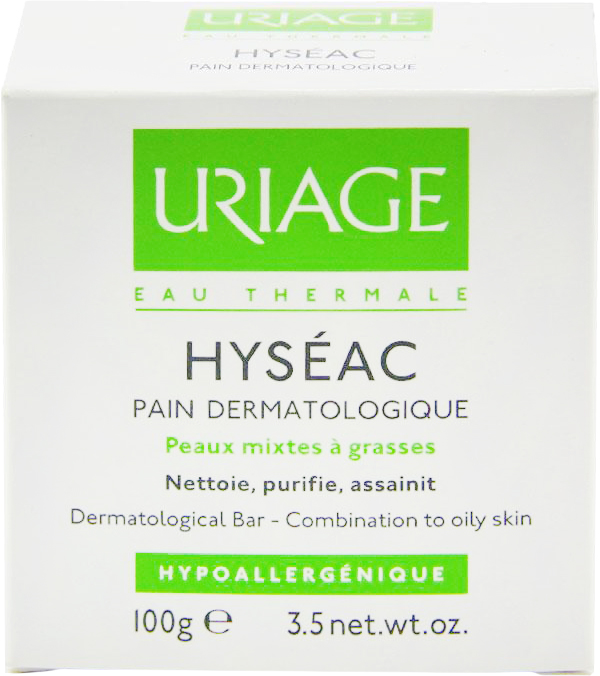 URIAGE
EAU THERMALE
HYSÉAC
PAIN DERMATOLOGIQUE
URIAGE
EAU THERMALE
HYSÉAC
PAIN DERMATOLOGIQUE
Peaux mixtes à grasses
Nettoie, purifie, assainit
Dermatological Bar - Combination to oily skin
HYPOALLERGÉNIQUE
100g ℮ 3.5 net.wt.oz.